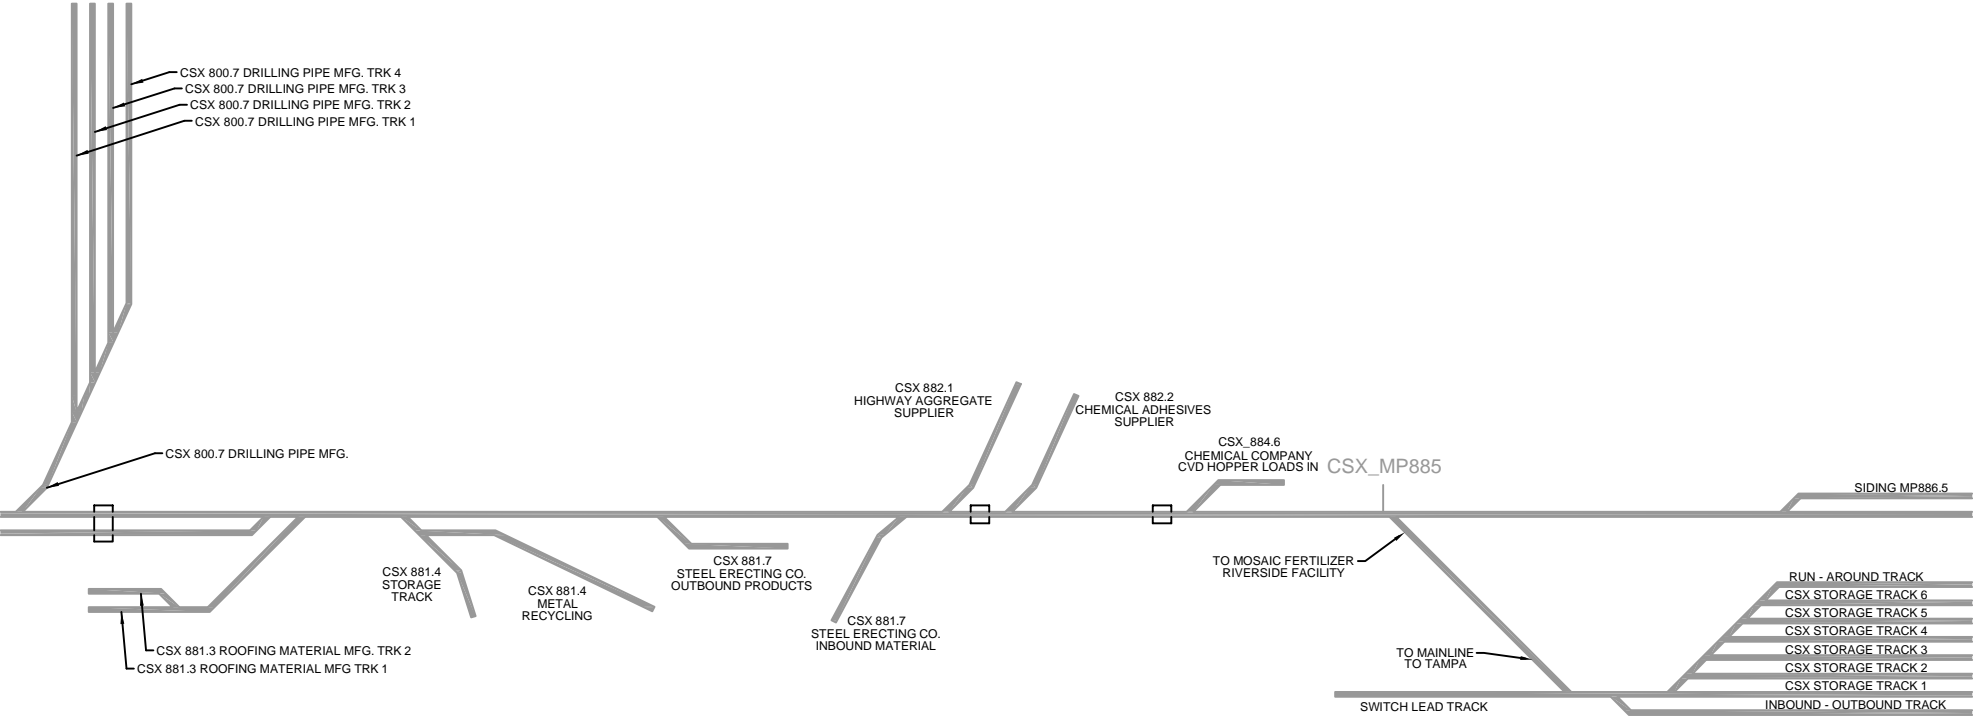 CSX 800.7 DRILLING PIPE MFG. TRK 4
CSX 800.7 DRILLING PIPE MFG. TRK 3
CSX 800.7 DRILLING PIPE MFG. TRK 2
CSX 800.7 DRILLING PIPE MFG. TRK 1
CSX 800.7 DRILLING PIPE MFG.
CSX 881.3 ROOFING MATERIAL MFG. TRK 2
CSX 881.3 ROOFING MATERIAL MFG TRK 1
CSX 881.4
STORAGE
TRACK
CSX 881.4
METAL
RECYCLING
CSX 881.7
STEEL ERECTING CO.
OUTBOUND PRODUCTS
CSX 881.7
STEEL ERECTING CO.
INBOUND MATERIAL
CSX 882.1
HIGHWAY AGGREGATE
SUPPLIER
CSX 882.2
CHEMICAL ADHESIVES
SUPPLIER
CSX_884.6
CHEMICAL COMPANY
CVD HOPPER LOADS IN
CSX_MP885
TO MOSAIC FERTILIZER
RIVERSIDE FACILITY
TO MAINLINE
TO TAMPA
SWITCH LEAD TRACK
SIDING MP886.5
RUN - AROUND TRACK
CSX STORAGE TRACK 6
CSX STORAGE TRACK 5
CSX STORAGE TRACK 4
CSX STORAGE TRACK 3
CSX STORAGE TRACK 2
CSX STORAGE TRACK 1
INBOUND - OUTBOUND TRACK